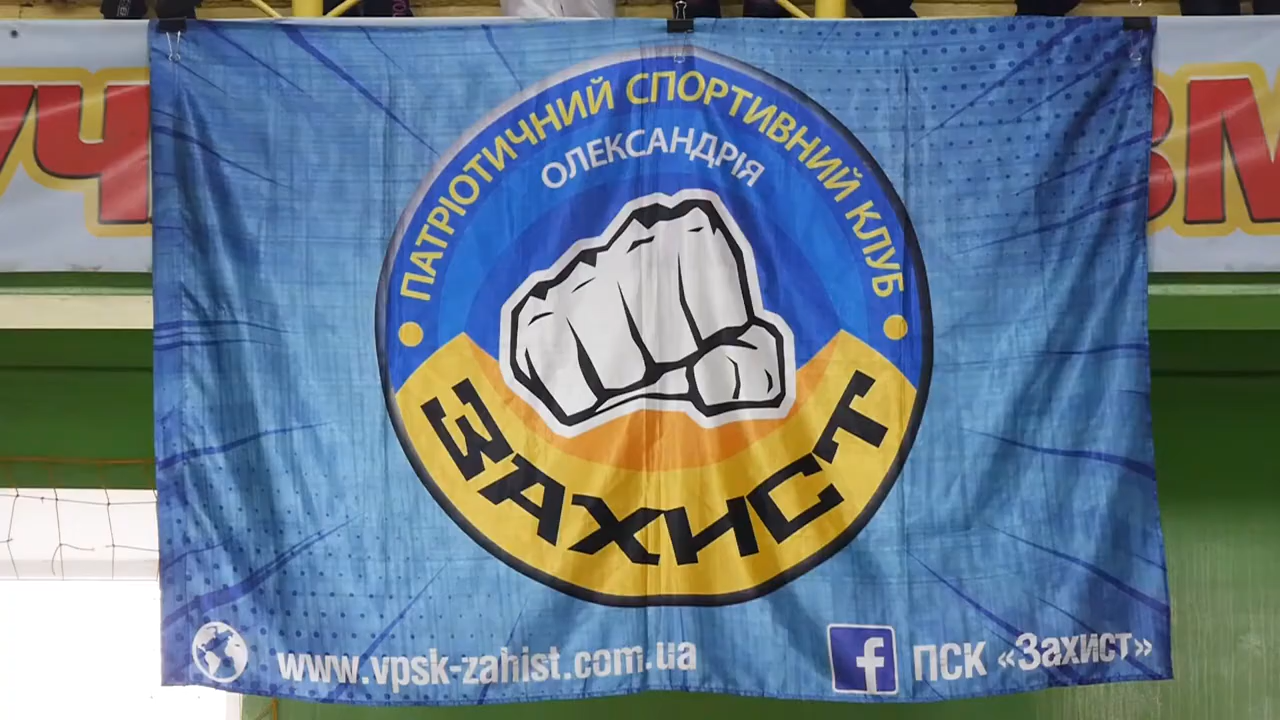 ПАТРІОТИЧНИЙ СПОРТИВНИЙ КЛУБ
ОЛЕКСАНДРІЯ
ЗАХИСТ
www.vpsk-zahist.com.ua
ПСК «Захист»